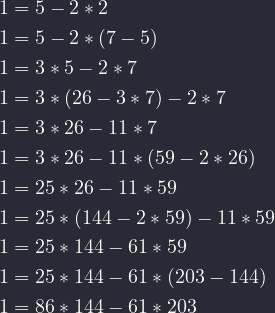 1 = 5 − 2 ∗ 2
1 = 5 − 2 ∗ (7 − 5)
1 = 3 ∗ 5 − 2 ∗ 7
1 = 3 ∗ (26 − 3 ∗ 7) − 2 ∗ 7
1 = 3 ∗ 26 − 11 ∗ 7
1 = 3 ∗ 26 − 11 ∗ (59 − 2 ∗ 26)
1 = 25 ∗ 26 − 11 ∗ 59
1 = 25 ∗ (144 − 2 ∗ 59) − 11 ∗ 59
1 = 25 ∗ 144 − 61 ∗ 59
1 = 25 ∗ 144 − 61 ∗ (203 − 144)
1 = 86 ∗ 144 − 61 ∗ 203